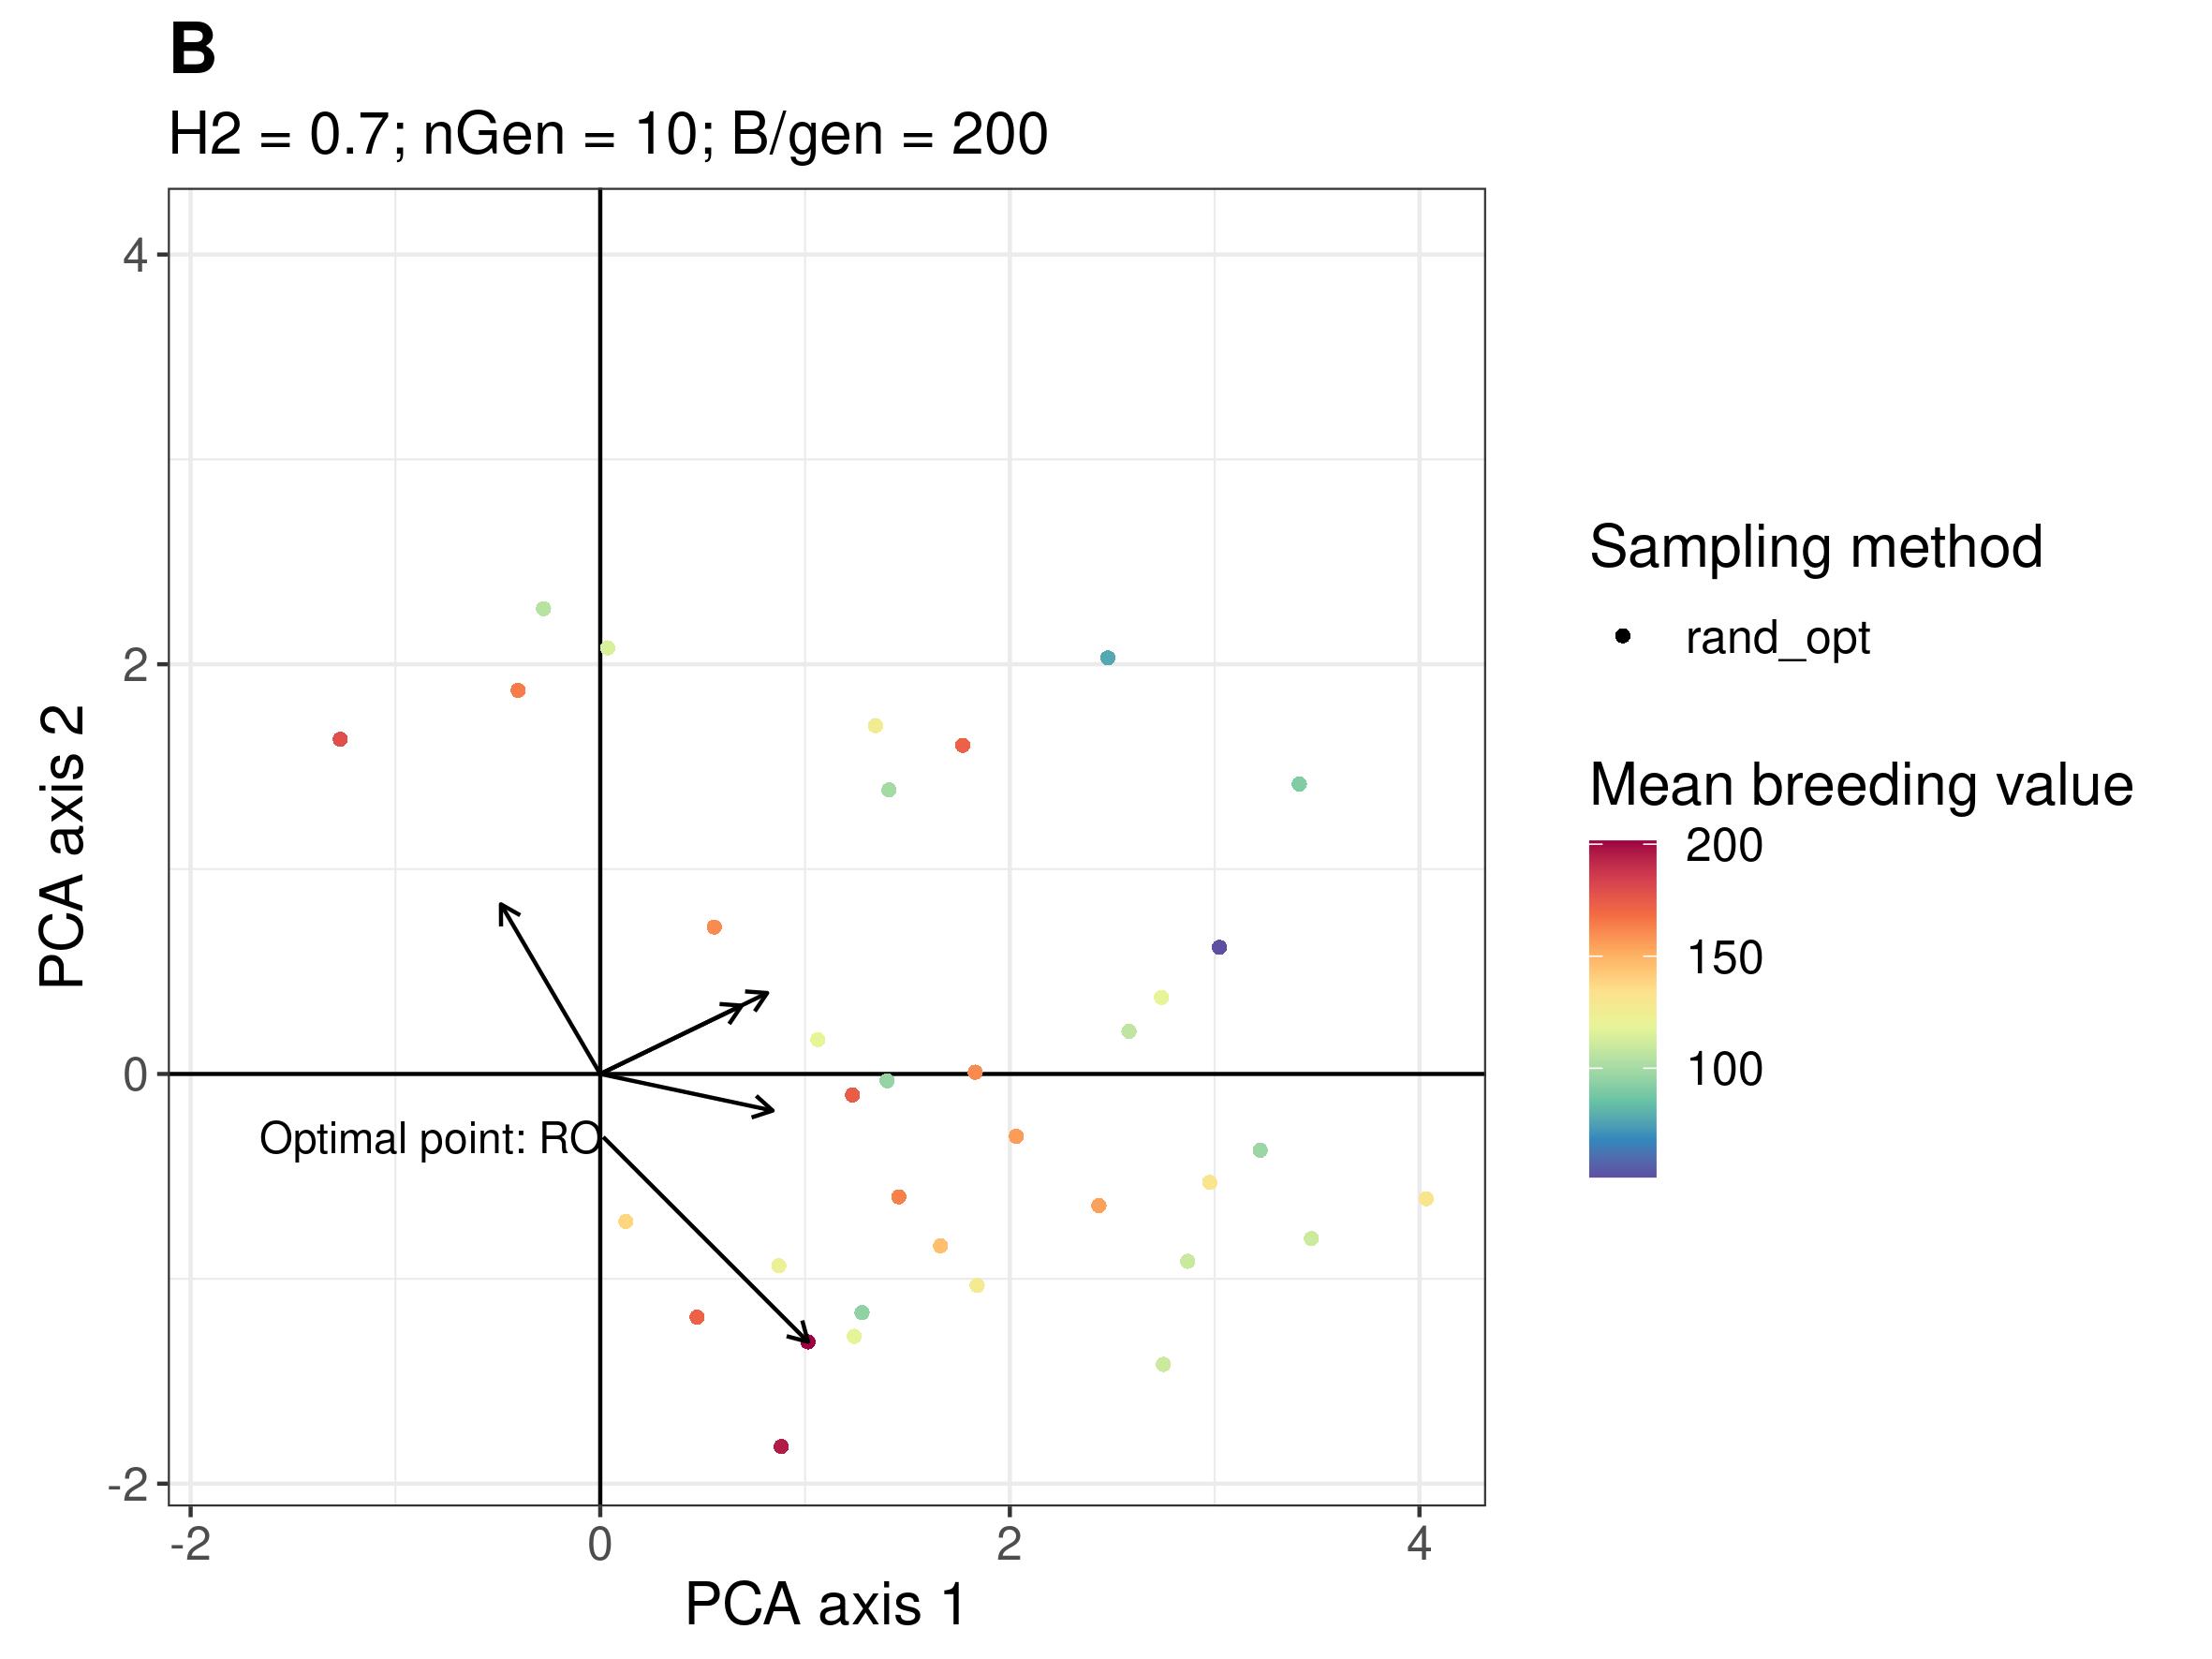 B
H2 = 0.7; nGen = 10; B/gen = 200
4
2
0
-2
PCA axis 2
Optimal point: RO
-2
0
2
4
PCA axis 1
Sampling method
rand_opt
Mean breeding value
200
150
100